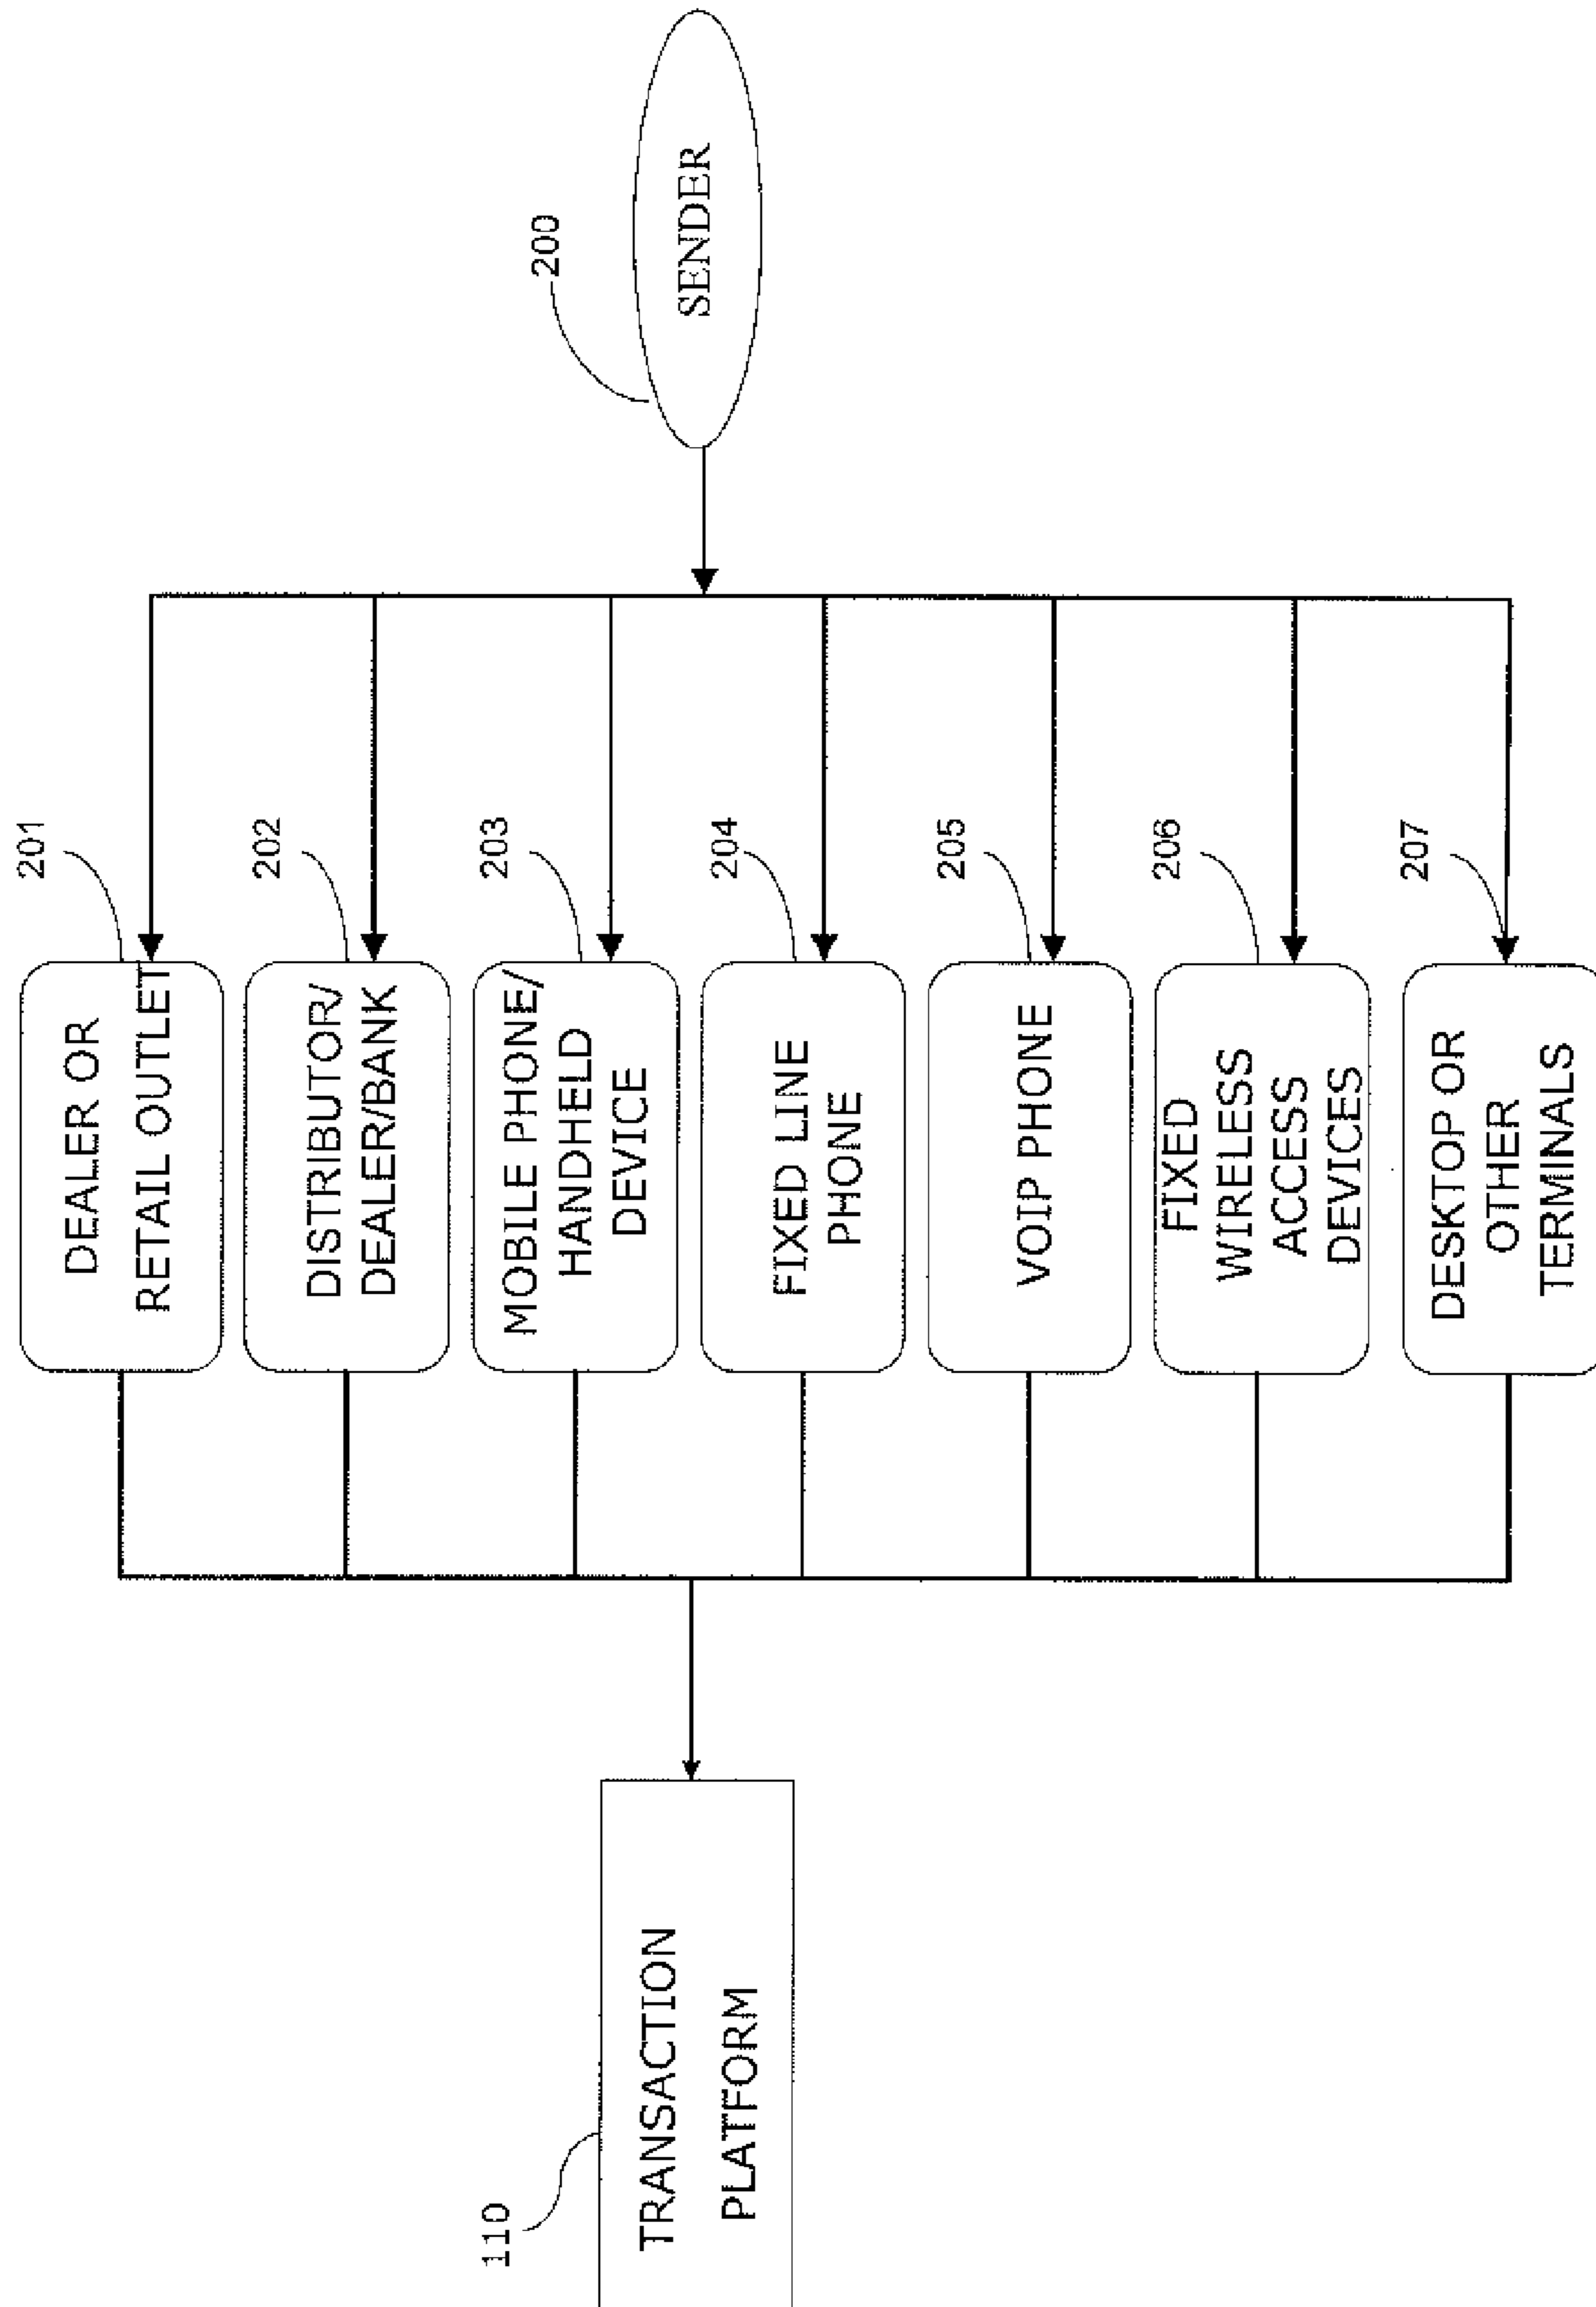 200
SENDER
201
DEALER OR
RETAIL OUTLET
202
DISTRIBUTOR/
DEALER/BANK
203
MOBILE PHONE/
HANDHELD
DEVICE
204
FIXED LINE
PHONE
205
VOIP PHONE
206
FIXED
WIRELESS
ACCESS
DEVICES
207
DESKTOP OR
OTHER
TERMINALS
110
TRANSACTION
PLATFORM